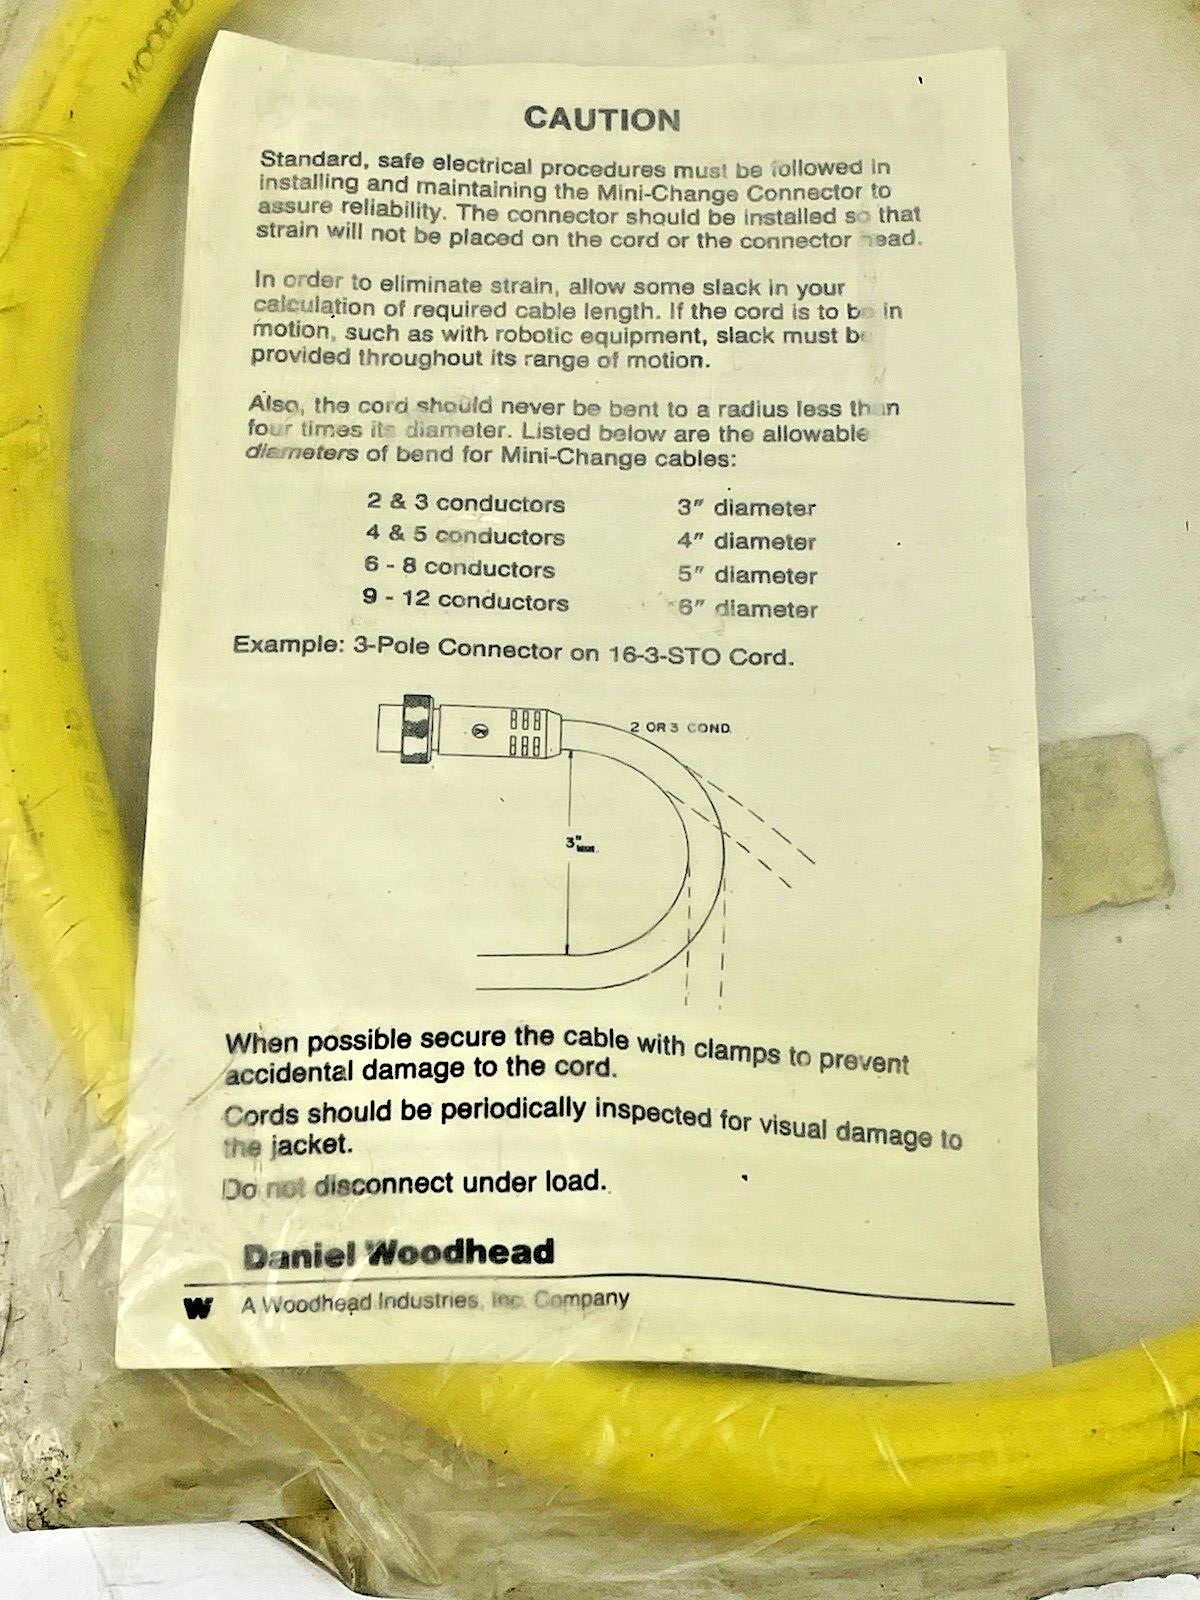 WOODHE
CAUTION
Standard, safe electrical procedures must be followed in
installing and maintaining the Mini-Change Connector to
assure reliability. The connector should be installed so that
strain will not be placed on the cord or the connector head.
In order to eliminate strain, allow some slack in your
calculation of required cable length. If the cord is to be in
motion, such as with robotic equipment, slack must be
provided throughout its range of motion.
Also, the cord should never be bent to a radius less than
four times its diameter. Listed below are the allowable
diameters of bend for Mini-Change cables:
2 & 3 conductors 3" diameter
4 & 5 conductors 4" diameter
6 - 8 conductors 5" diameter
9 - 12 conductors 6" diameter
Example: 3-Pole Connector on 16-3-STO Cord.
2 OR 3 COND.
3"
When possible secure the cable with clamps to prevent
accidental damage to the cord.
Cords should be periodically inspected for visual damage to
the jacket.
Do not disconnect under load.
Daniel Woodhead
W A Woodhead Industries, Inc. Company